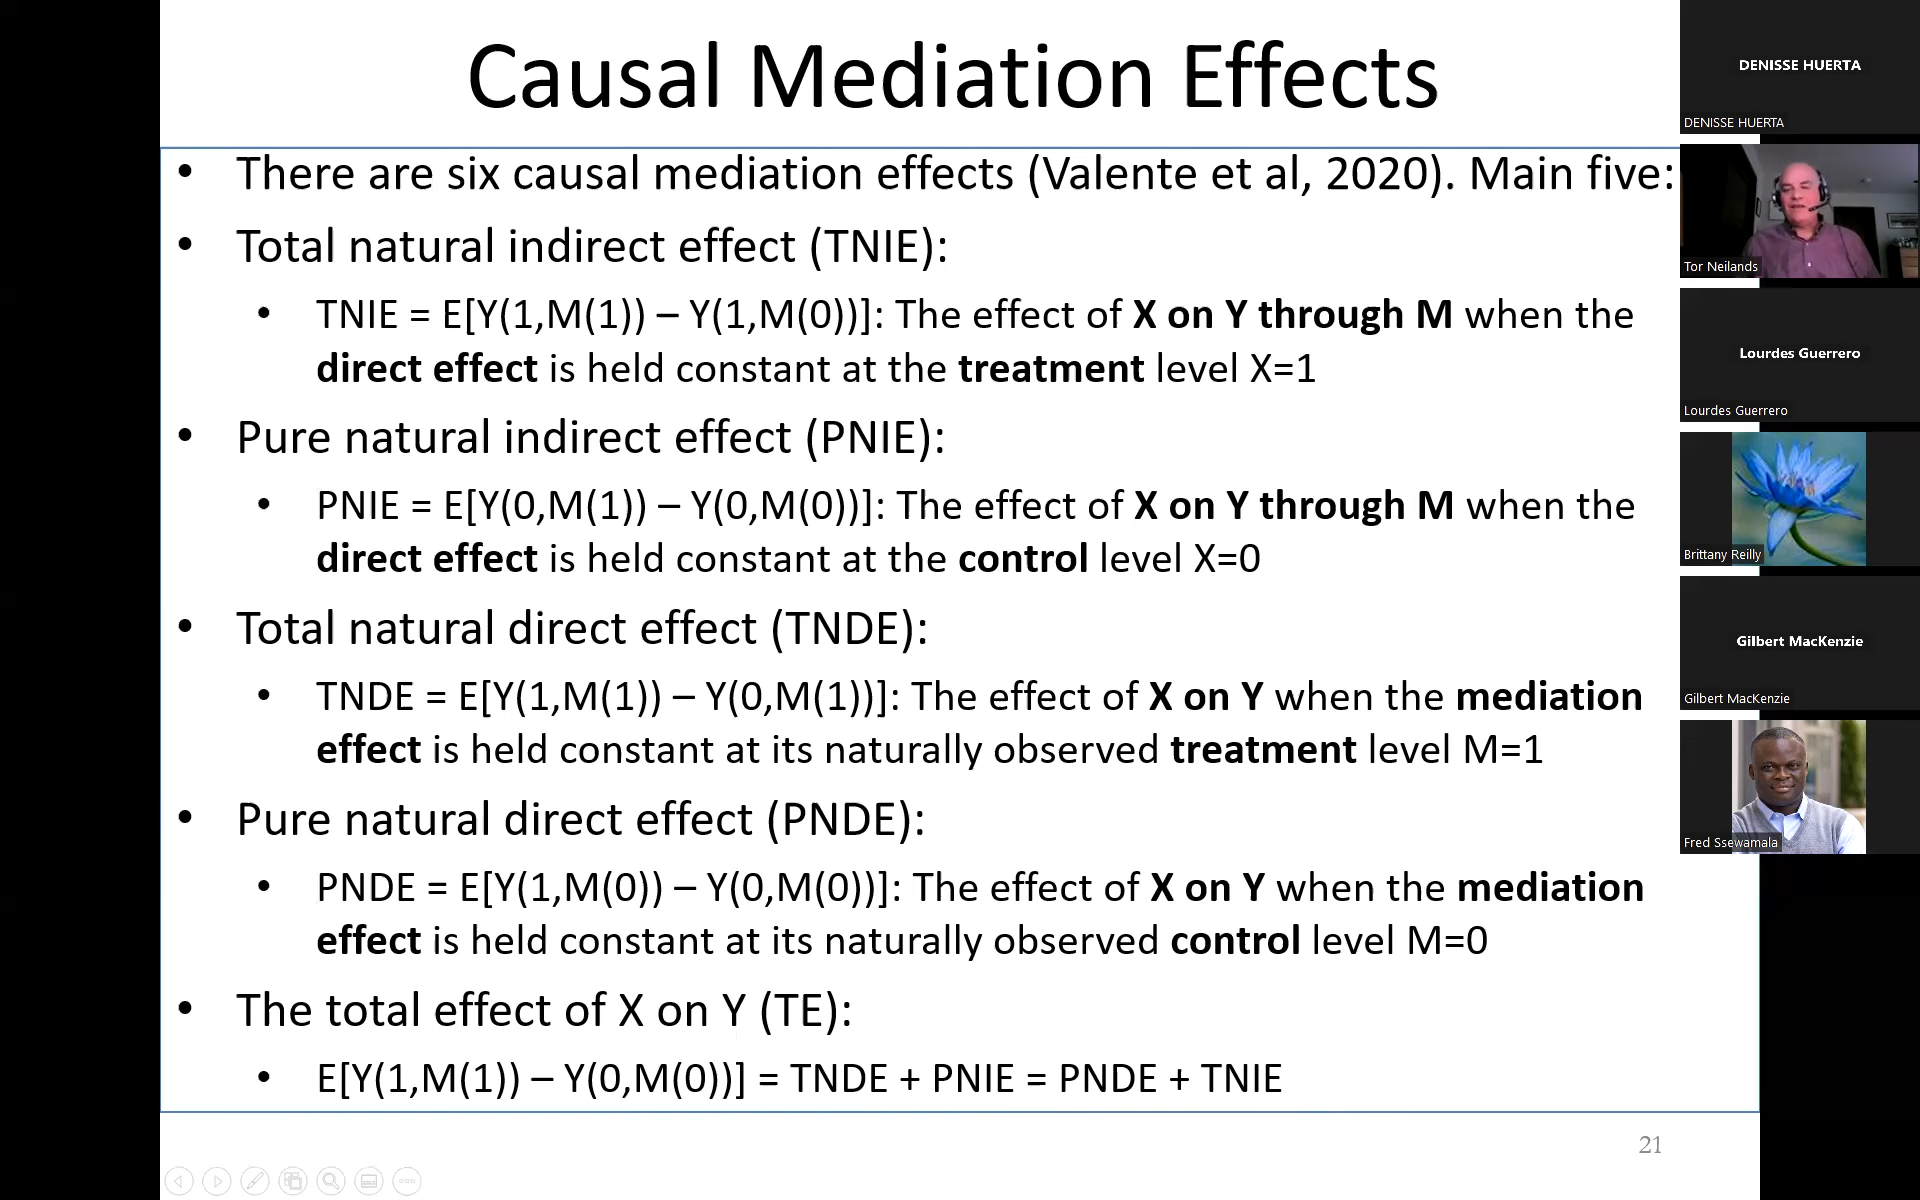 Causal Mediation Effects
• There are six causal mediation effects (Valente et al, 2020). Main five:
• Total natural indirect effect (TNIE):
• TNIE = E[Y(1,M(1)) – Y(1,M(0))]: The effect of X on Y through M when the
direct effect is held constant at the treatment level X=1
• Pure natural indirect effect (PNIE):
• PNIE = E[Y(0,M(1)) – Y(0,M(0))]: The effect of X on Y through M when the
direct effect is held constant at the control level X=0
• Total natural direct effect (TNDE):
• TNDE = E[Y(1,M(1)) – Y(0,M(1))]: The effect of X on Y when the mediation
effect is held constant at its naturally observed treatment level M=1
• Pure natural direct effect (PNDE):
• PNDE = E[Y(1,M(0)) – Y(0,M(0))]: The effect of X on Y when the mediation
effect is held constant at its naturally observed control level M=0
• The total effect of X on Y (TE):
• E[Y(1,M(1)) – Y(0,M(0))] = TNDE + PNIE = PNDE + TNIE
21
DENISSE HUERTA
DENISSE HUERTA
Tor Neilands
Lourdes Guerrero
Lourdes Guerrero
Brittany Reilly
Gilbert MacKenzie
Gilbert MacKenzie
Fred Ssewamala